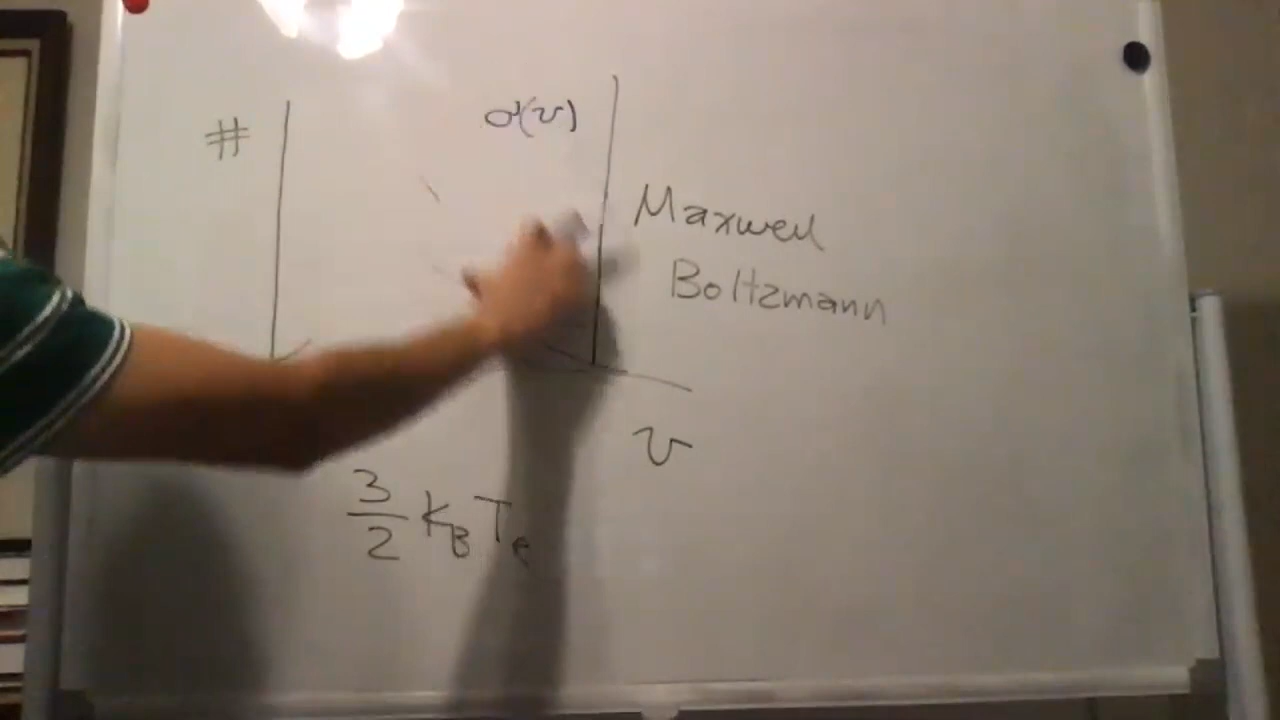 #
σ(v)
Maxwell
Boltzmann
v
3/2 K_B T_e